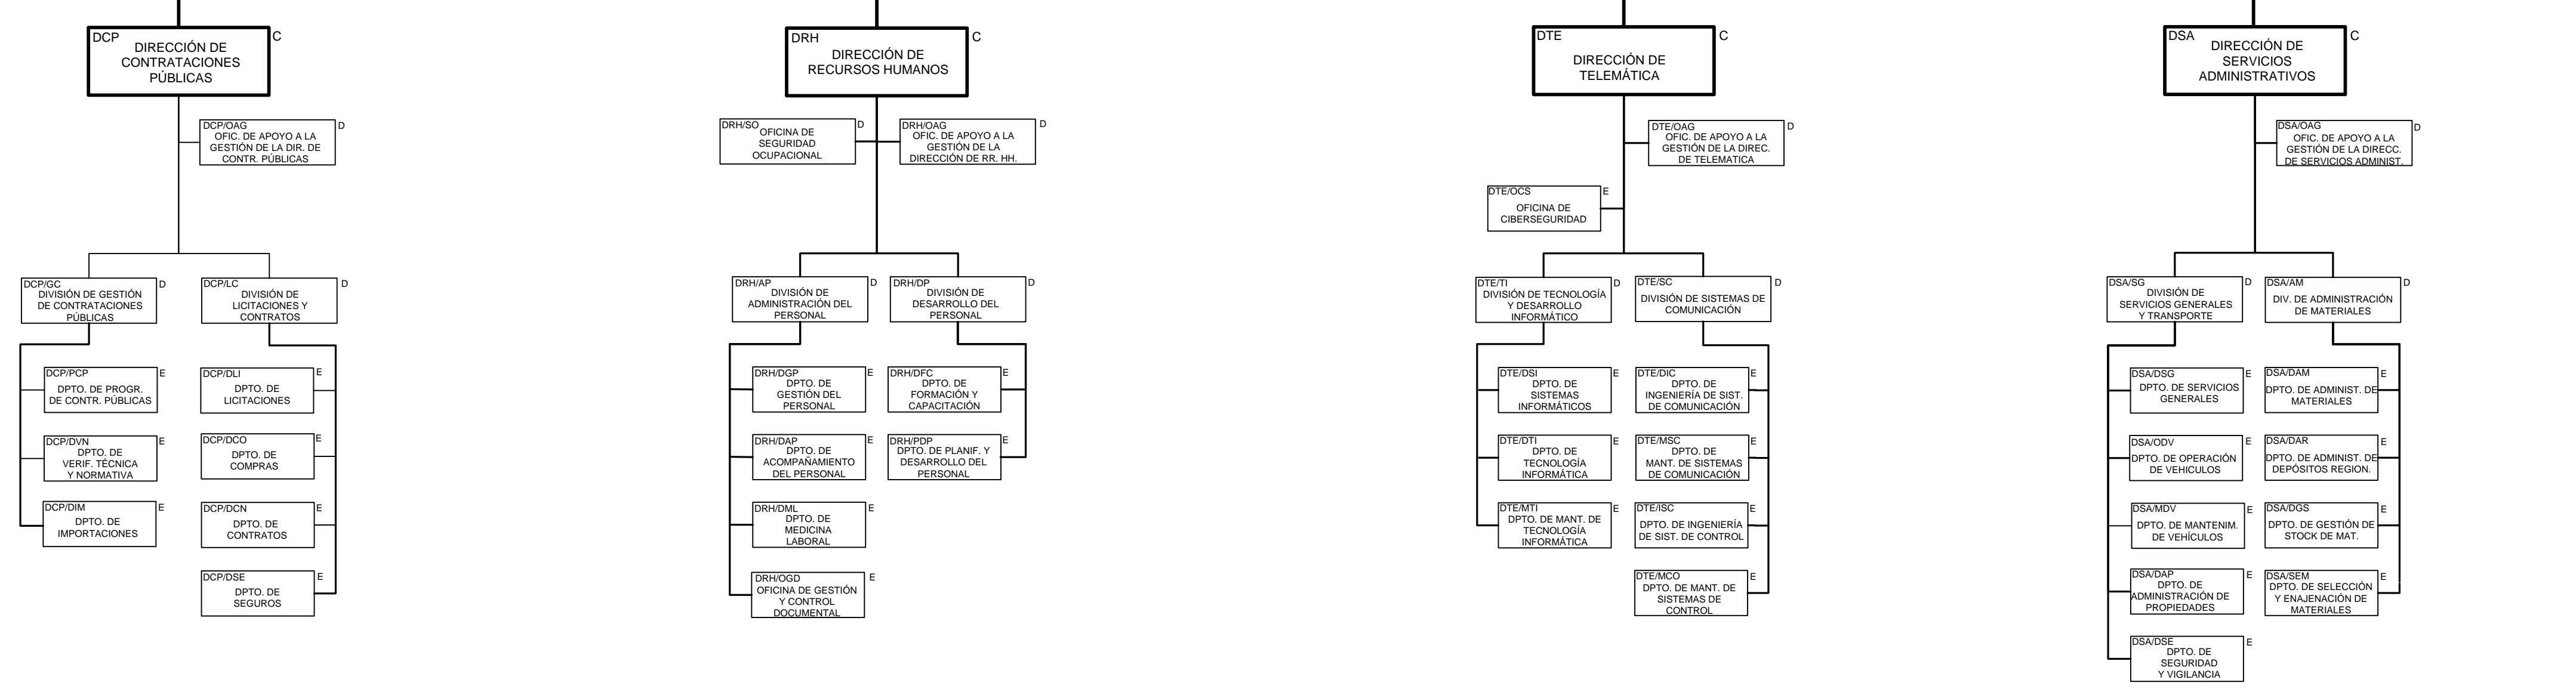 DCP
C
DIRECCIÓN DE
CONTRATACIONES
PÚBLICAS
DCP/OAG
D
OFIC. DE APOYO A LA
GESTIÓN DE LA DIR. DE
CONTR. PÚBLICAS
DCP/GC
D
DIVISIÓN DE GESTIÓN
DE CONTRATACIONES
PÚBLICAS
DCP/LC
D
DIVISIÓN DE
LICITACIONES Y
CONTRATOS
DCP/PCP
E
DPTO. DE PROGR.
DE CONTR. PÚBLICAS
DCP/DVN
E
DPTO. DE
VERIF. TÉCNICA
Y NORMATIVA
DCP/DIM
E
DPTO. DE
IMPORTACIONES
DCP/DLI
E
DPTO. DE
LICITACIONES
DCP/DCO
E
DPTO. DE
COMPRAS
DCP/DCN
E
DPTO. DE
CONTRATOS
DCP/DSE
E
DPTO. DE
SEGUROS
DRH
C
DIRECCIÓN DE
RECURSOS HUMANOS
DRH/SO
D
OFICINA DE
SEGURIDAD
OCUPACIONAL
DRH/OAG
D
OFIC. DE APOYO A LA
GESTIÓN DE LA
DIRECCIÓN DE RR. HH.
DRH/AP
D
DIVISIÓN DE
ADMINISTRACIÓN DEL
PERSONAL
DRH/DP
D
DIVISIÓN DE
DESARROLLO DEL
PERSONAL
DRH/DGP
E
DPTO. DE
GESTIÓN DEL
PERSONAL
DRH/DAP
E
DPTO. DE
ACOMPAÑAMIENTO
DEL PERSONAL
DRH/DML
E
DPTO. DE
MEDICINA
LABORAL
DRH/OGD
E
OFICINA DE GESTIÓN
Y CONTROL
DOCUMENTAL
DRH/DFC
E
DPTO. DE
FORMACIÓN Y
CAPACITACIÓN
DRH/PDP
E
DPTO. DE PLANIF. Y
DESARROLLO DEL
PERSONAL
DTE
C
DIRECCIÓN DE
TELEMÁTICA
DTE/OAG
D
OFIC. DE APOYO A LA
GESTIÓN DE LA DIREC.
DE TELEMATICA
DTE/OCS
E
OFICINA DE
CIBERSEGURIDAD
DTE/TI
D
DIVISIÓN DE TECNOLOGÍA
Y DESARROLLO
INFORMÁTICO
DTE/SC
D
DIVISIÓN DE SISTEMAS DE
COMUNICACIÓN
DTE/DSI
E
DPTO. DE
SISTEMAS
INFORMÁTICOS
DTE/DTI
E
DPTO. DE
TECNOLOGÍA
INFORMÁTICA
DTE/MTI
E
DPTO. DE MANT. DE
TECNOLOGÍA
INFORMÁTICA
DTE/DIC
E
DPTO. DE
INGENIERÍA DE SIST.
DE COMUNICACIÓN
DTE/MSC
E
DPTO. DE
MANT. DE SISTEMAS
DE COMUNICACIÓN
DTE/ISC
E
DPTO. DE INGENIERÍA
DE SIST. DE CONTROL
DTE/MCO
E
DPTO. DE MANT. DE
SISTEMAS DE
CONTROL
DSA
C
DIRECCIÓN DE
SERVICIOS
ADMINISTRATIVOS
DSA/OAG
D
OFIC. DE APOYO A LA
GESTIÓN DE LA DIRECC.
DE SERVICIOS ADMINIST.
DSA/SG
D
DIVISIÓN DE
SERVICIOS GENERALES
Y TRANSPORTE
DSA/AM
D
DIV. DE ADMINISTRACIÓN
DE MATERIALES
DSA/DSG
E
DPTO. DE SERVICIOS
GENERALES
DSA/ODV
E
DPTO. DE OPERACIÓN
DE VEHICULOS
DSA/MDV
E
DPTO. DE MANTENIM.
DE VEHÍCULOS
DSA/DAP
E
DPTO. DE
ADMINISTRACIÓN DE
PROPIEDADES
DSA/DSE
E
DPTO. DE
SEGURIDAD
Y VIGILANCIA
DSA/DAM
E
DPTO. DE ADMINIST. DE
MATERIALES
DSA/DAR
E
DPTO. DE ADMINIST. DE
DEPÓSITOS REGION.
DSA/DGS
E
DPTO. DE GESTIÓN DE
STOCK DE MAT.
DSA/SEM
E
DPTO. DE SELECCIÓN
Y ENAJENACIÓN DE
MATERIALES